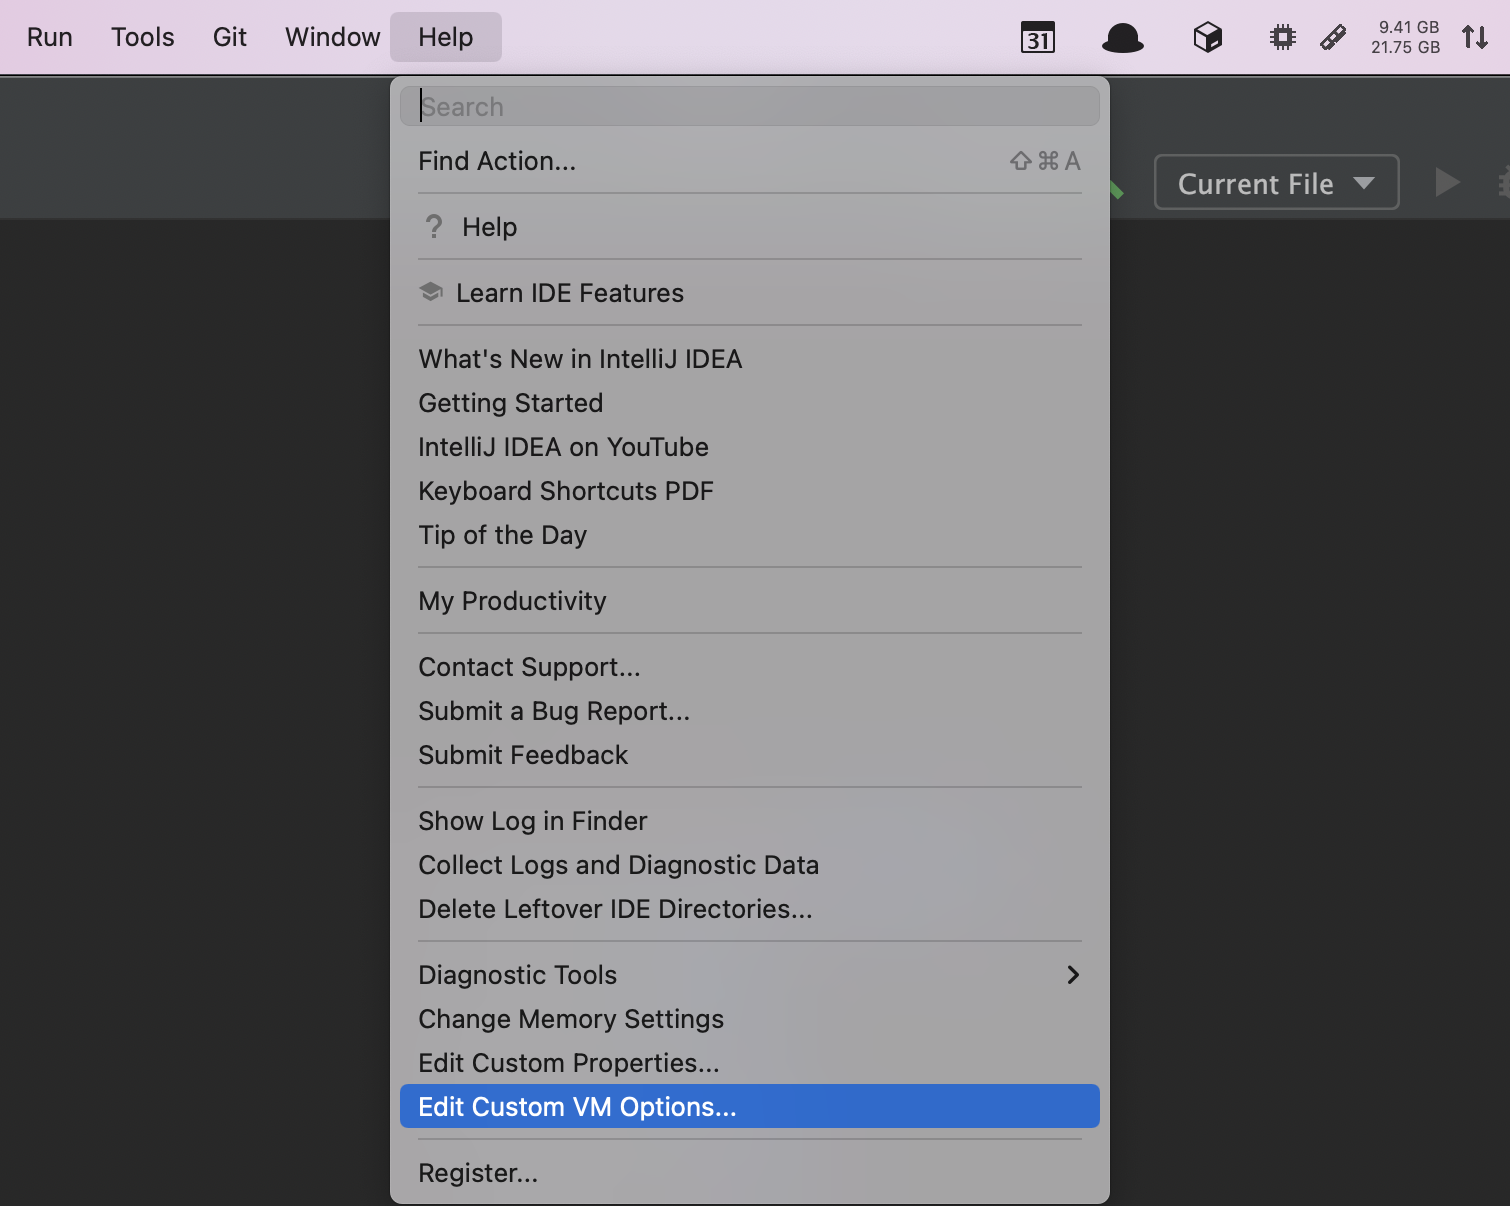 Run Tools Git Window Help 31 9.41 GB
21.75 GB
Search
Find Action... ⇧⌘A
Current File
? Help
Learn IDE Features
What's New in IntelliJ IDEA
Getting Started
IntelliJ IDEA on YouTube
Keyboard Shortcuts PDF
Tip of the Day
My Productivity
Contact Support...
Submit a Bug Report...
Submit Feedback
Show Log in Finder
Collect Logs and Diagnostic Data
Delete Leftover IDE Directories...
Diagnostic Tools
Change Memory Settings
Edit Custom Properties...
Edit Custom VM Options...
Register...